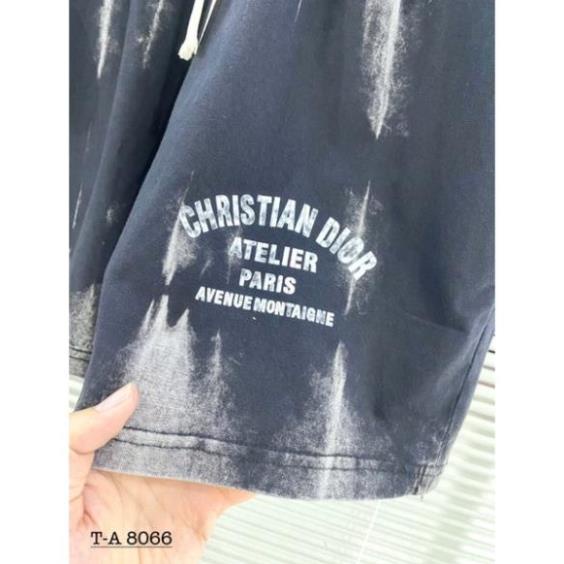 CHRISTIAN DIOR
ATELIER
PARIS
AVENUE MONTAIGNE
T-A 8066